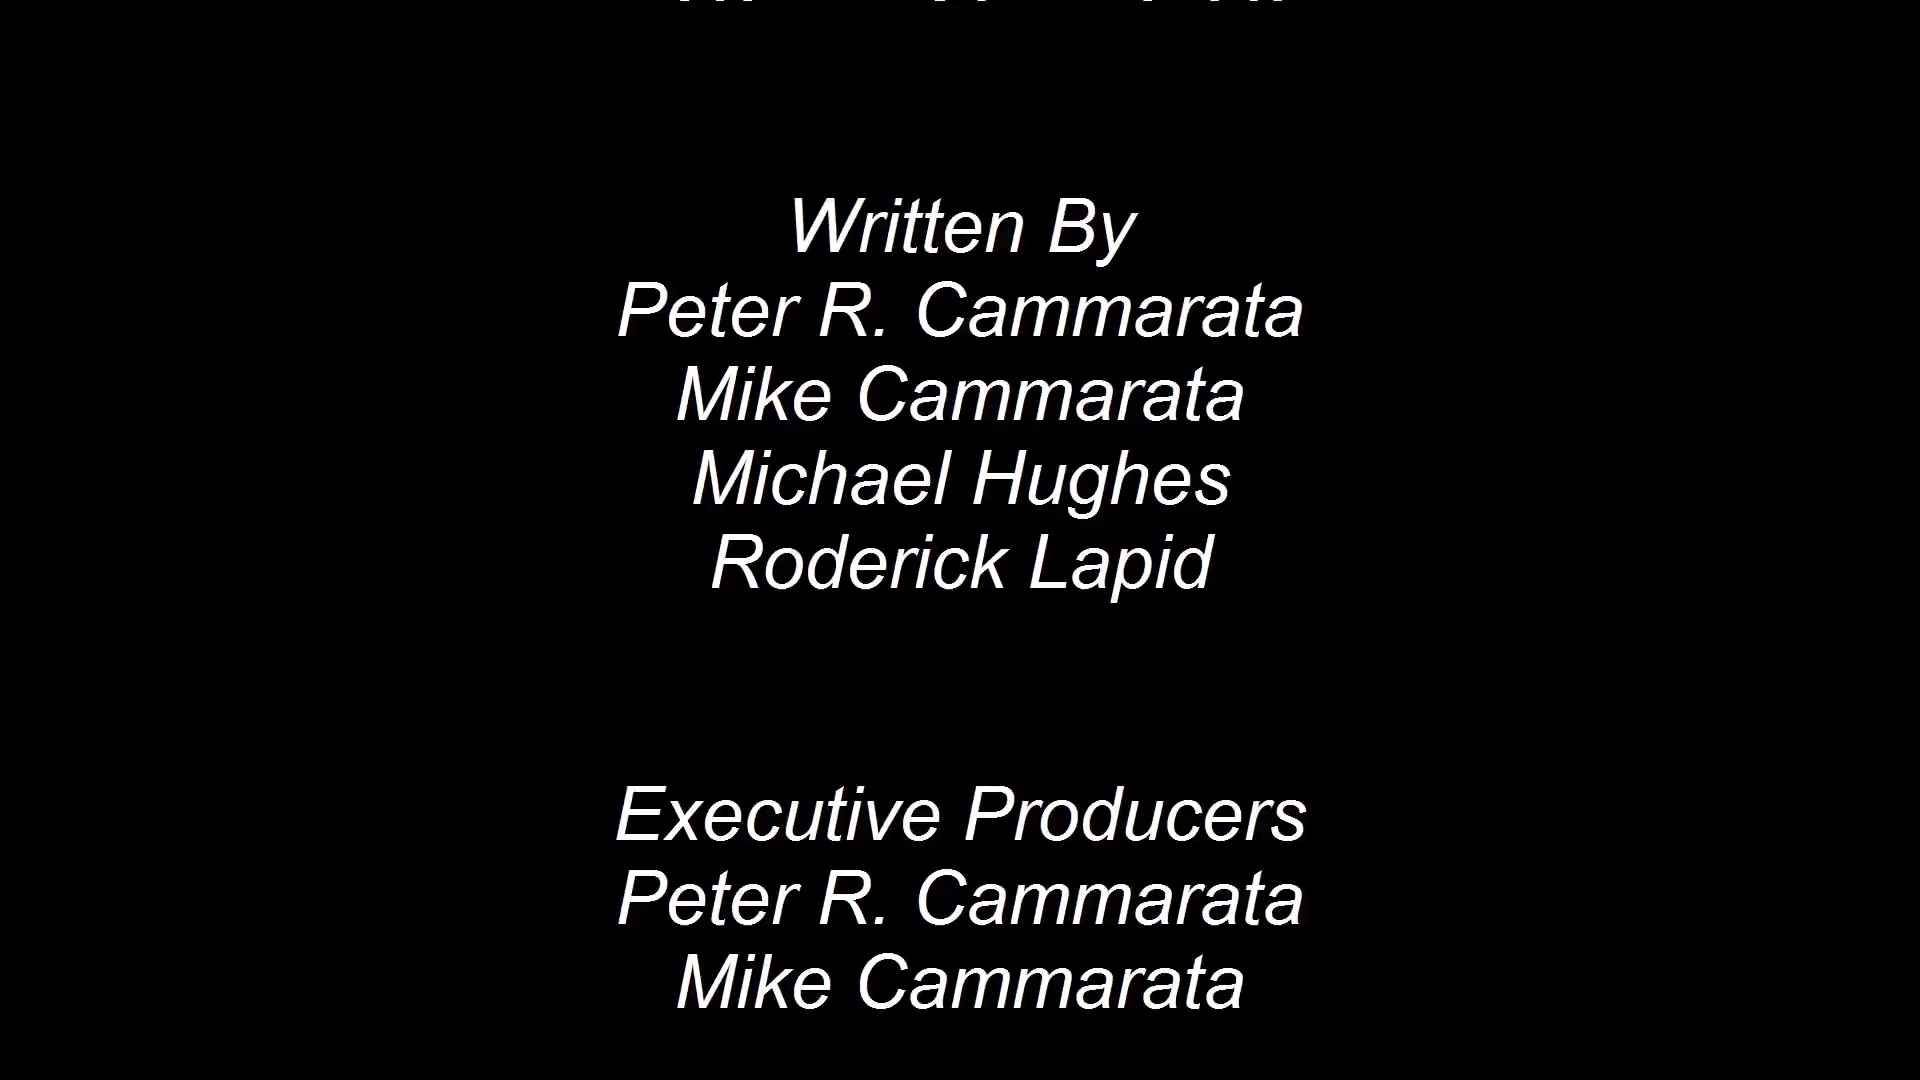 Written By
Peter R. Cammarata
Mike Cammarata
Michael Hughes
Roderick Lapid
Executive Producers
Peter R. Cammarata
Mike Cammarata